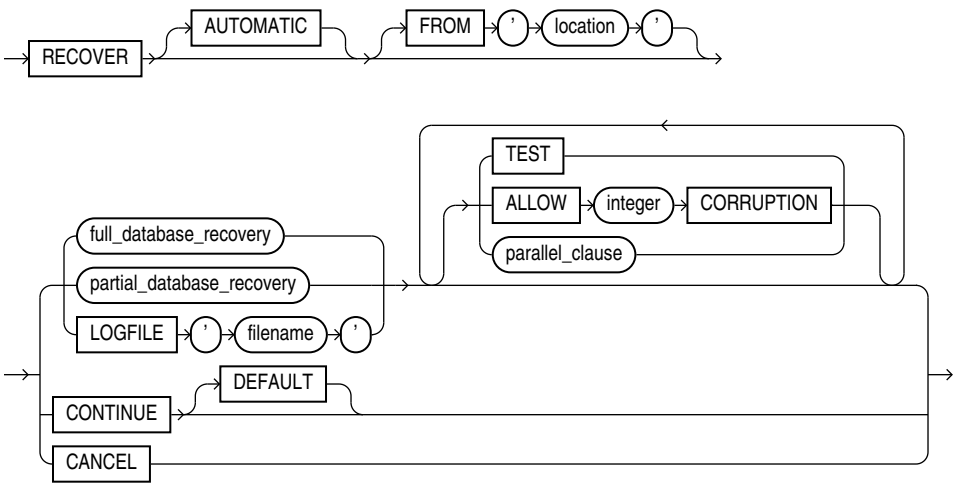 RECOVER AUTOMATIC FROM ' location '
TEST
ALLOW integer CORRUPTION
parallel_clause
full_database_recovery
partial_database_recovery
LOGFILE ' filename '
CONTINUE DEFAULT
CANCEL